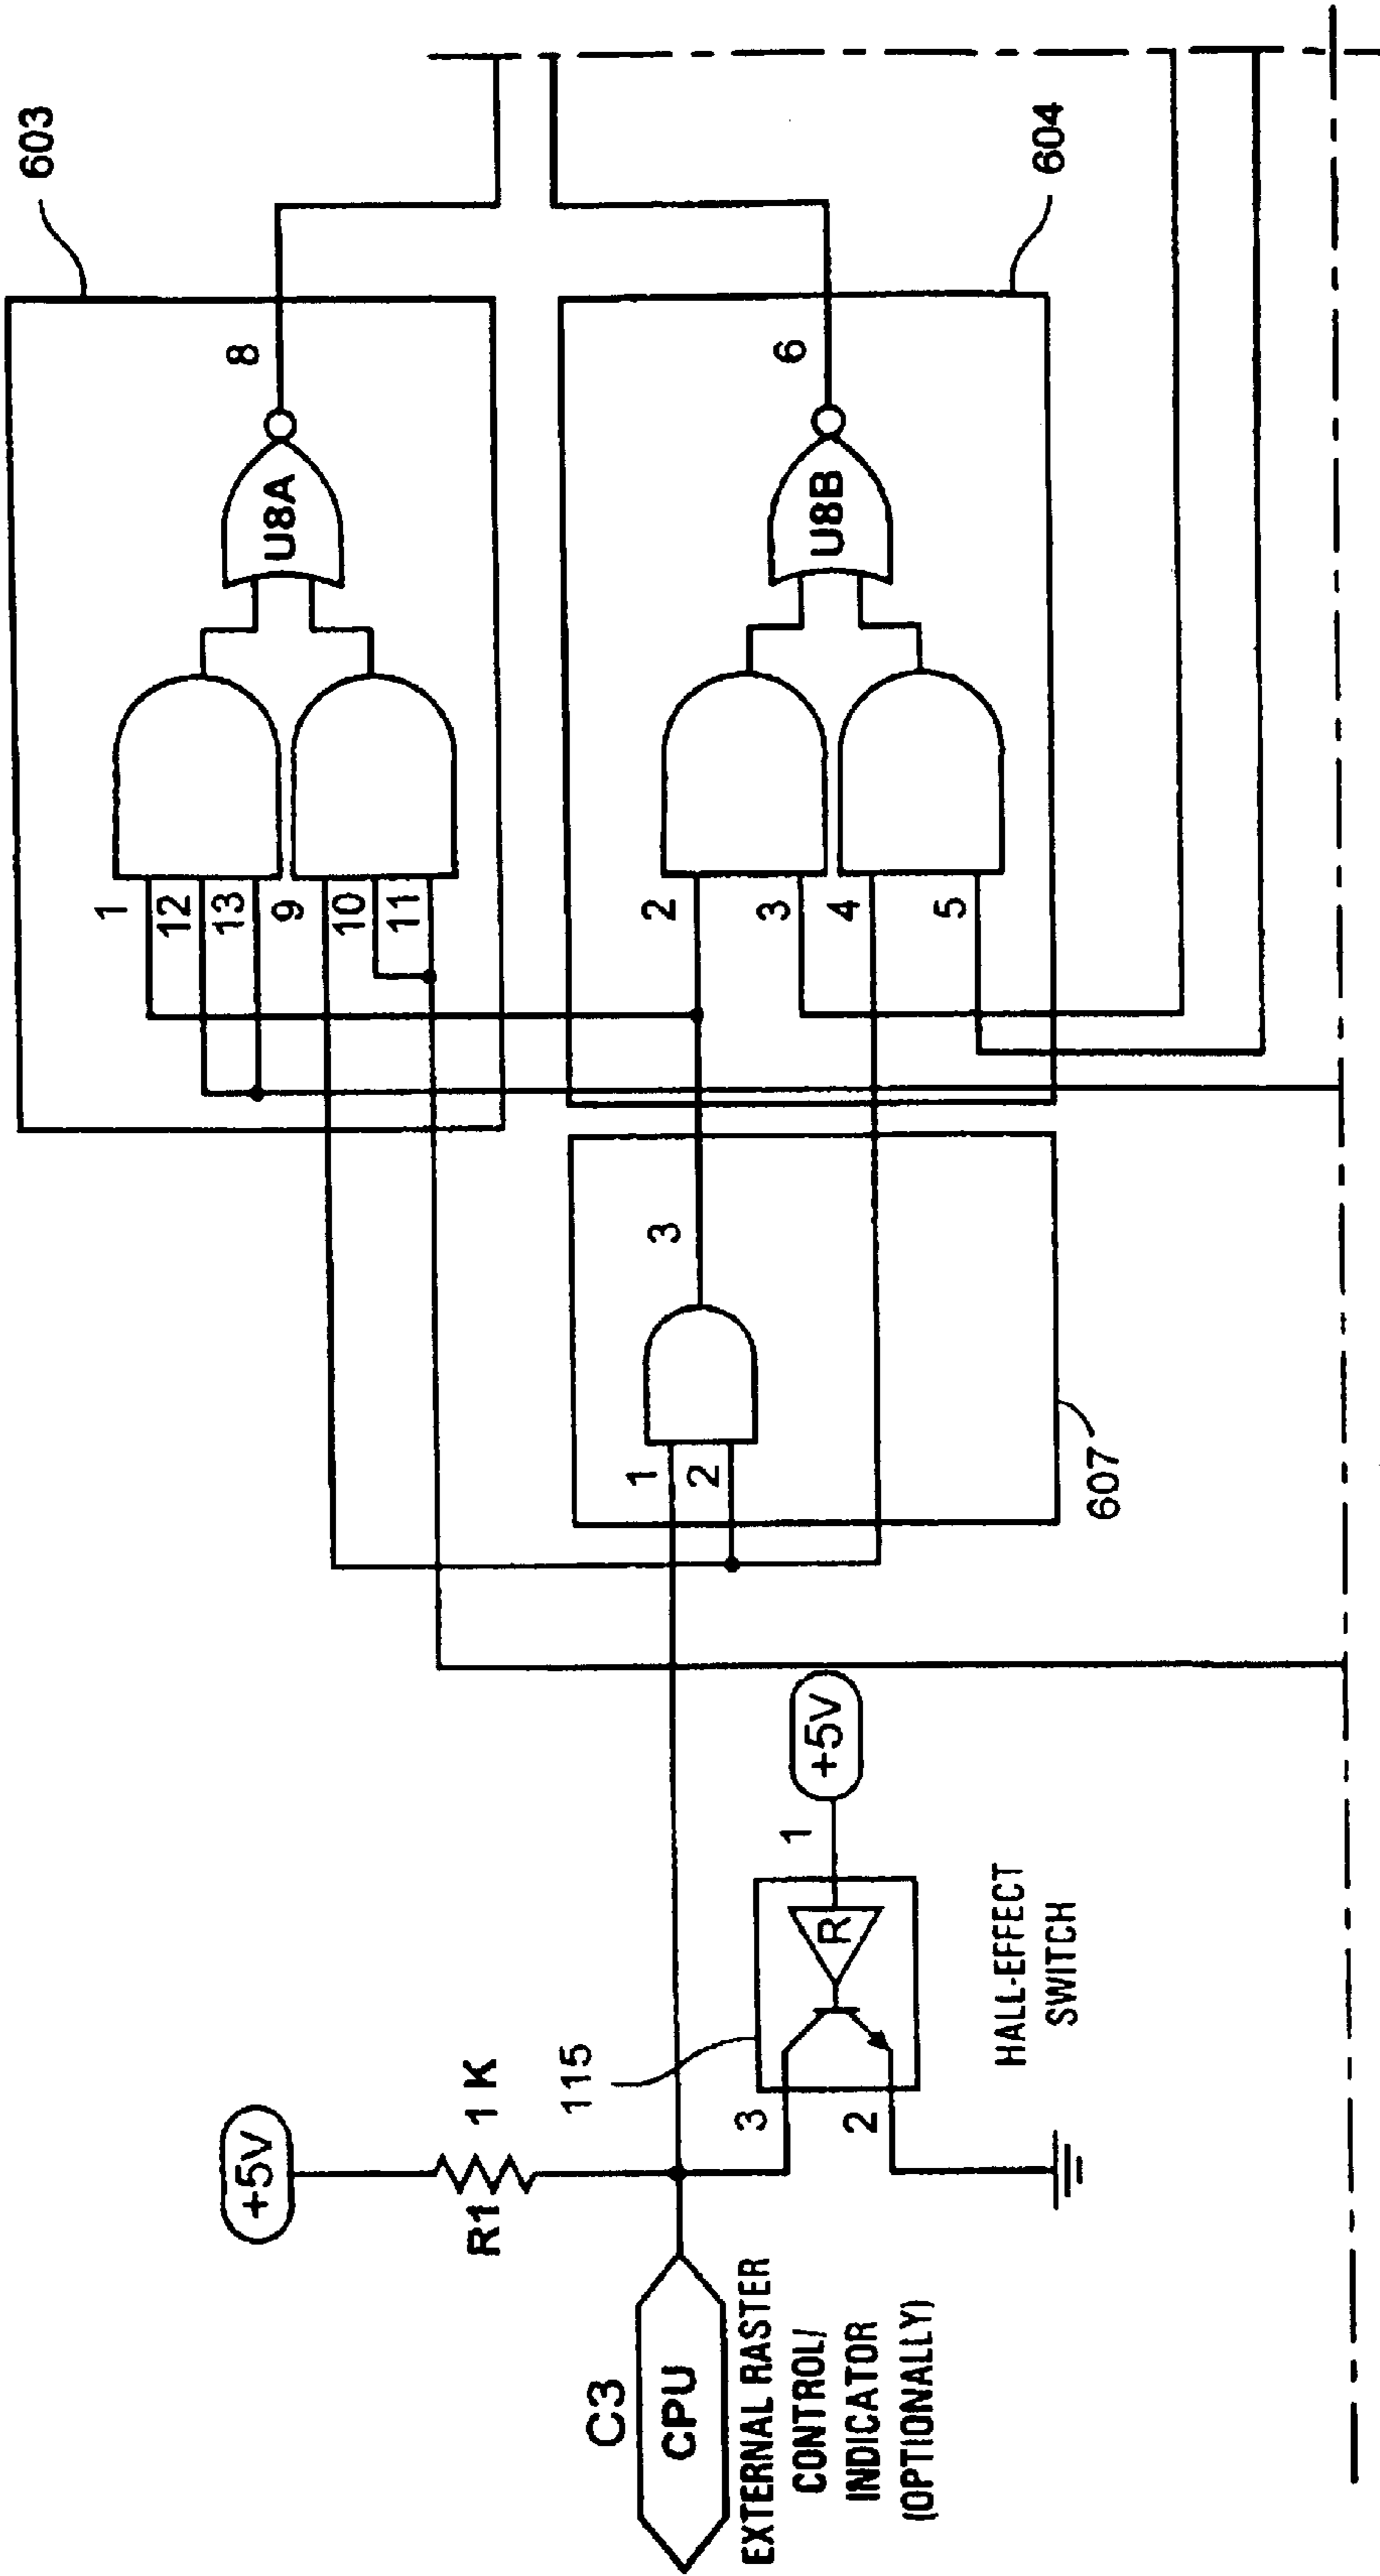 603
8
U8A
1
12
13
9
10
11
604
6
U8B
2
3
4
5
3
1
2
607
+5V
R1 1 K
115
3
2
1
+5V
R
HALL-EFFECT
SWITCH
C3
CPU
EXTERNAL RASTER
CONTROL/
INDICATOR
(OPTIONALLY)